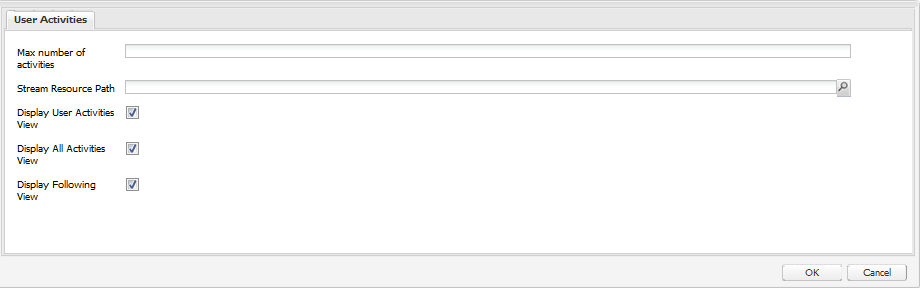 User Activities
Max number of
activities
Stream Resource Path
Display User Activities
View
Display All Activities
View
Display Following
View
OK
Cancel